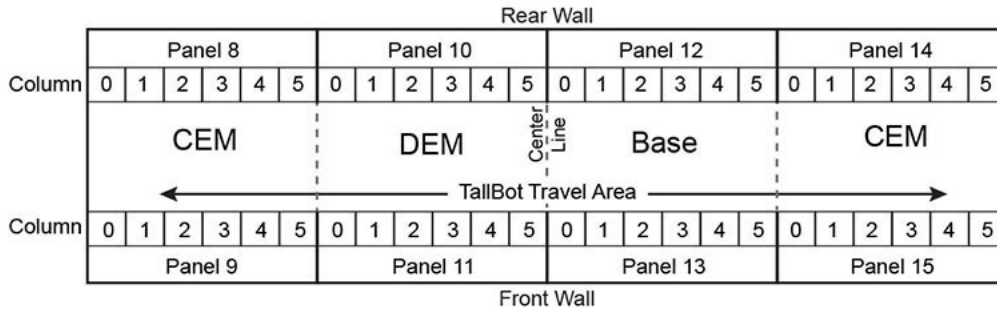 Rear Wall
Panel 8 Panel 10 Panel 12 Panel 14
Column 0 1 2 3 4 5 0 1 2 3 4 5 0 1 2 3 4 5 0 1 2 3 4 5
CEM DEM Center Line Base CEM
TallBot Travel Area
Column 0 1 2 3 4 5 0 1 2 3 4 5 0 1 2 3 4 5 0 1 2 3 4 5
Panel 9 Panel 11 Panel 13 Panel 15
Front Wall